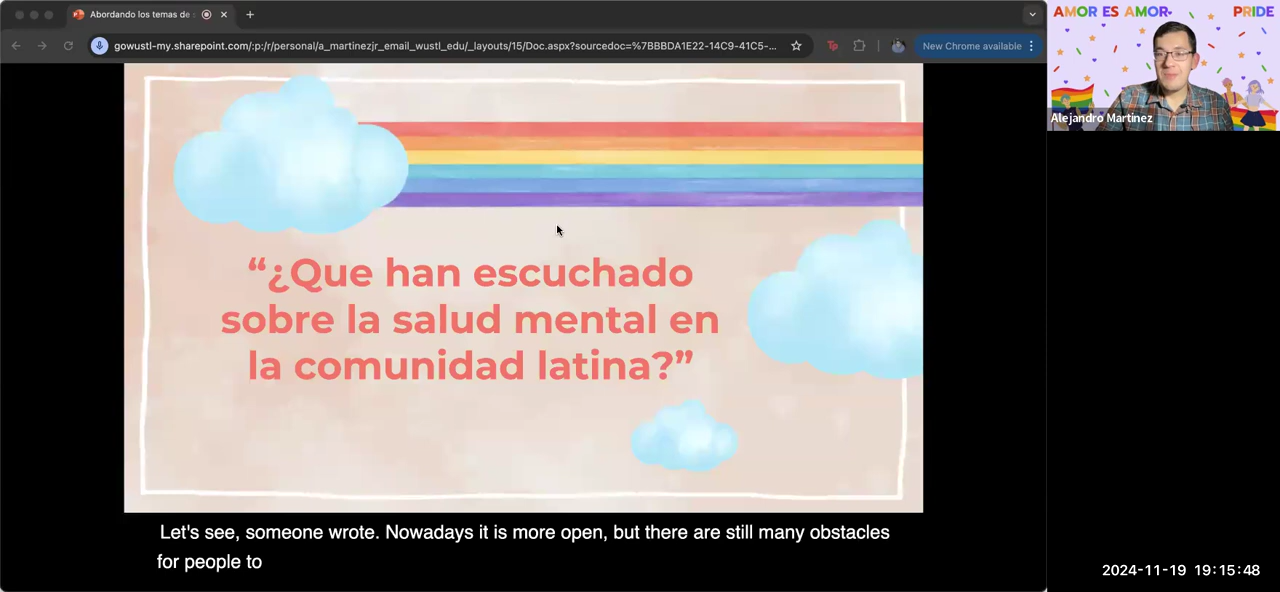 Abordando los temas de
gowustl-my.sharepoint.com/:p:/r/personal/a_martinezjr_email_wustl_edu/_layouts/15/Doc.aspx?sourcedoc=%7BBBDA1E22-14C9-41C5-...
New Chrome available
AMOR ES AMOR
PRIDE
Alejandro Martinez
“¿Que han escuchado
sobre la salud mental en
la comunidad latina?”
Let's see, someone wrote. Nowadays it is more open, but there are still many obstacles
for people to
2024-11-19 19:15:48